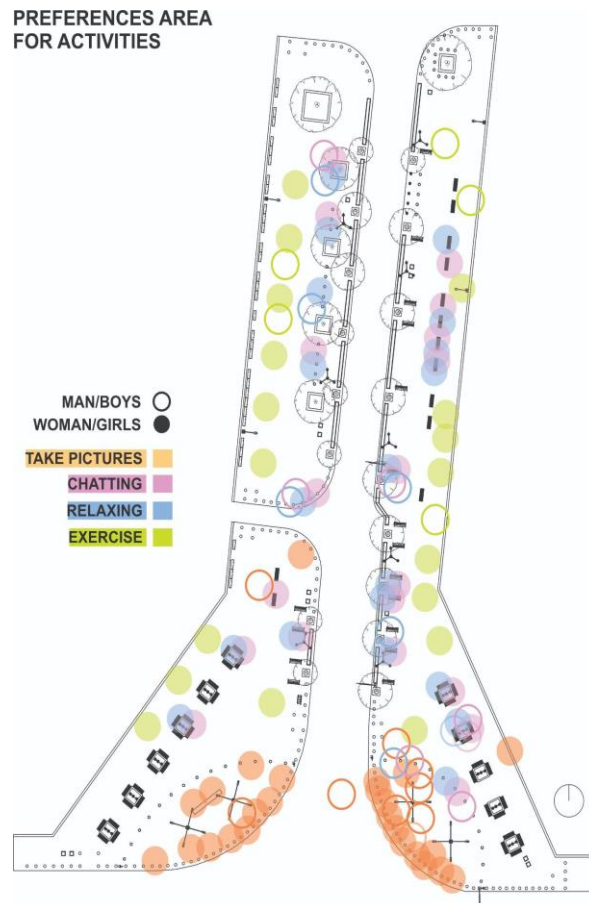 PREFERENCES AREA
FOR ACTIVITIES
MAN/BOYS
WOMAN/GIRLS
TAKE PICTURES
CHATTING
RELAXING
EXERCISE